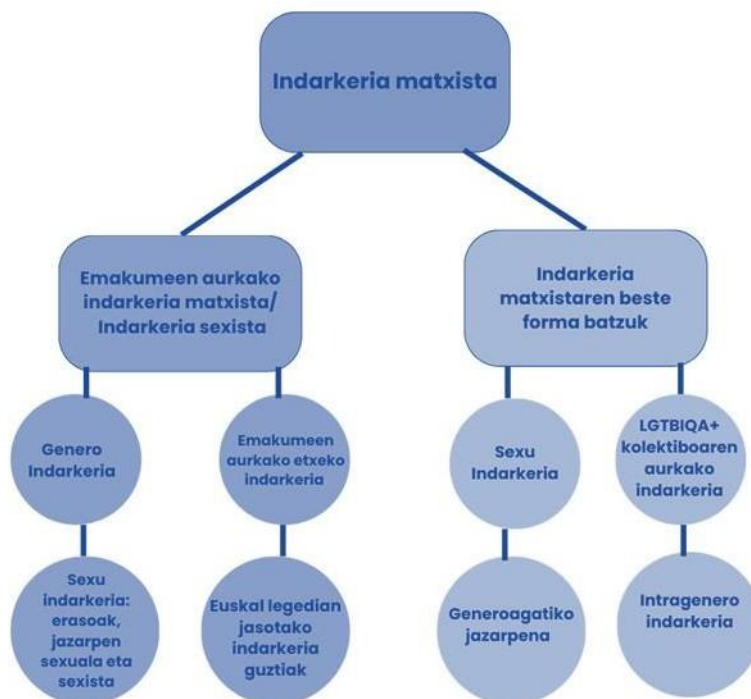 Indarkeria matxista
Emakumeen aurkako
indarkeria matxista/
Indarkeria sexista
Indarkeria
matxistaren beste
forma batzuk
Genero
Indarkeria
Emakumeen
aurkako etxeko
indarkeria
Sexu
Indarkeria
LGTBIQA+
kolektiboaren
aurkako
indarkeria
Sexu
indarkeria:
erasoak,
jazarpen
sexuala eta
sexista
Euskal legedian
jasotako
indarkeria
guztiak
Generoagatiko
jazarpena
Intragenero
indarkeria